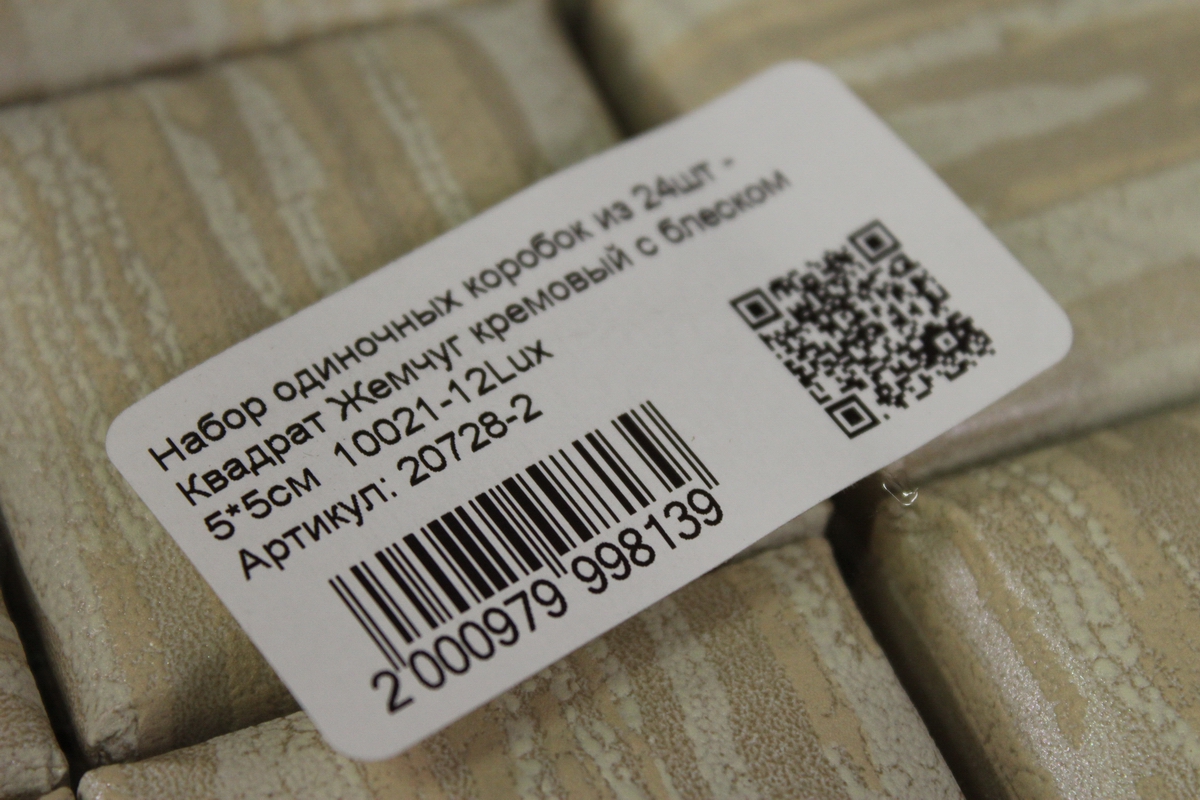 Набор одиночных коробок из 24шт -
Квадрат Жемчуг кремовый с блеском
5*5см 10021-12Lux
Артикул: 20728-2
2 000979 998139